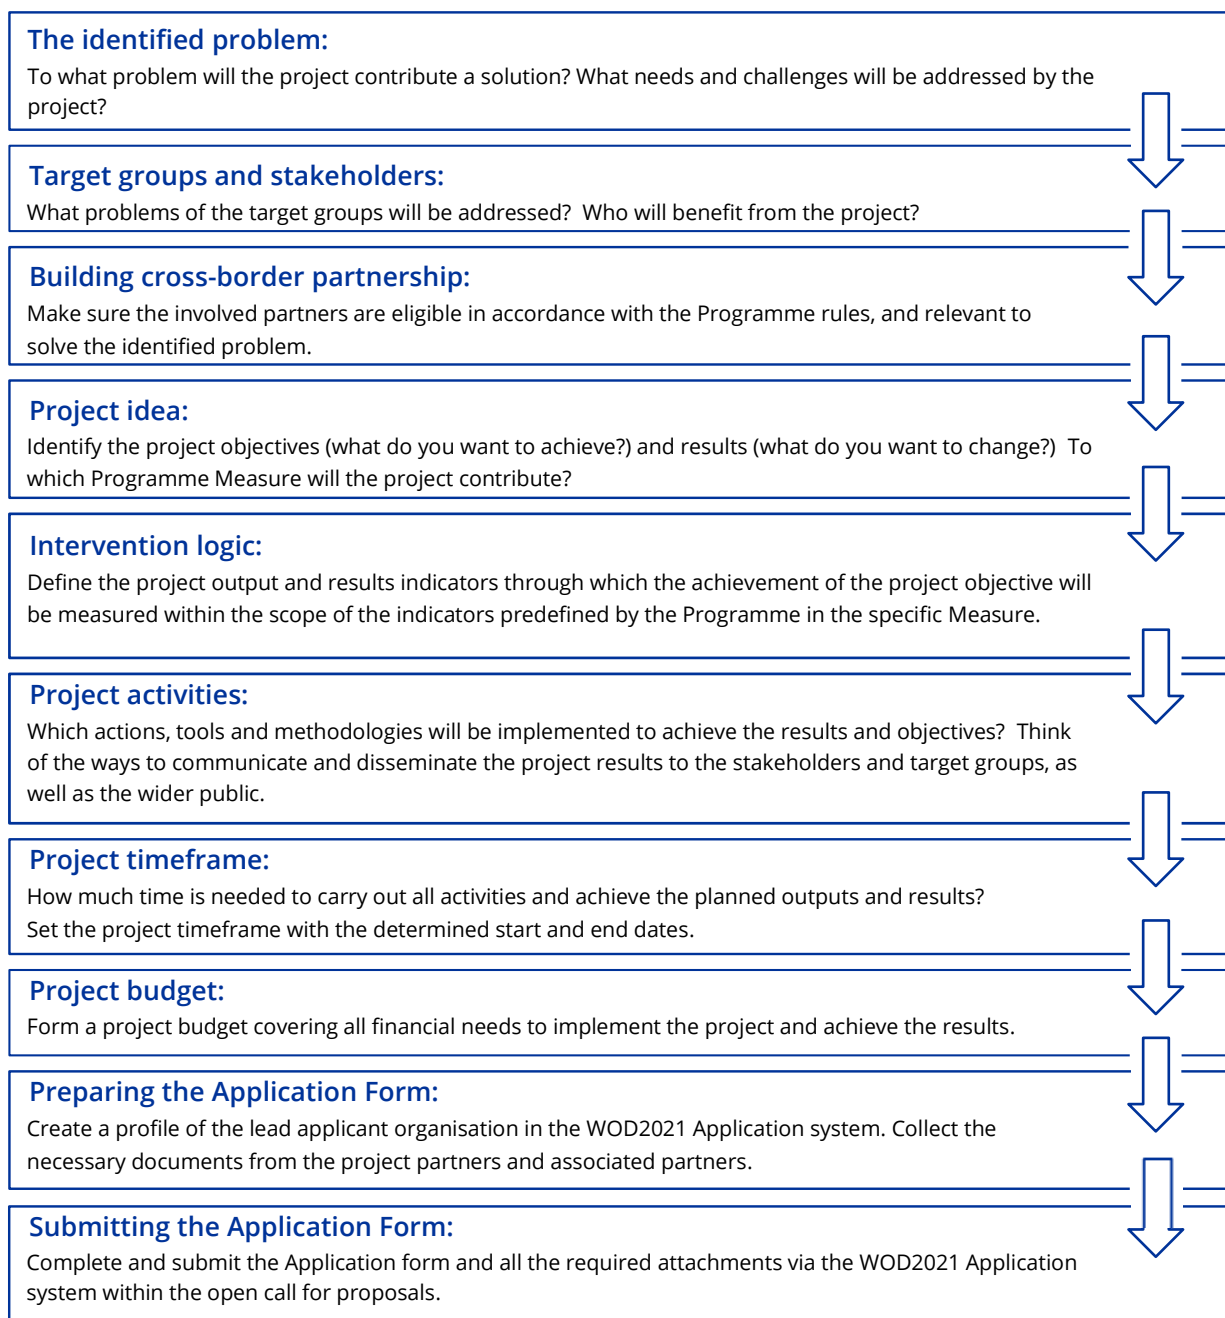 The identified problem:
To what problem will the project contribute a solution? What needs and challenges will be addressed by the
project?
Target groups and stakeholders:
What problems of the target groups will be addressed?  Who will benefit from the project?
Building cross-border partnership:
Make sure the involved partners are eligible in accordance with the Programme rules, and relevant to
solve the identified problem.
Project idea:
Identify the project objectives (what do you want to achieve?) and results (what do you want to change?)  To
which Programme Measure will the project contribute?
Intervention logic:
Define the project output and results indicators through which the achievement of the project objective will
be measured within the scope of the indicators predefined by the Programme in the specific Measure.
Project activities:
Which actions, tools and methodologies will be implemented to achieve the results and objectives?  Think
of the ways to communicate and disseminate the project results to the stakeholders and target groups, as
well as the wider public.
Project timeframe:
How much time is needed to carry out all activities and achieve the planned outputs and results?
Set the project timeframe with the determined start and end dates.
Project budget:
Form a project budget covering all financial needs to implement the project and achieve the results.
Preparing the Application Form:
Create a profile of the lead applicant organisation in the WOD2021 Application system. Collect the
necessary documents from the project partners and associated partners.
Submitting the Application Form:
Complete and submit the Application form and all the required attachments via the WOD2021 Application
system within the open call for proposals.